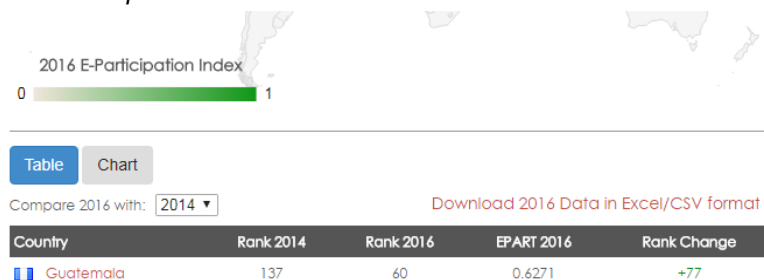 2016 E-Participation Index
0 1
Table Chart
Compare 2016 with: 2014 ▼ Download 2016 Data in Excel/CSV format
Country Rank 2014 Rank 2016 EPART 2016 Rank Change
Guatemala 137 60 0.6271 +77